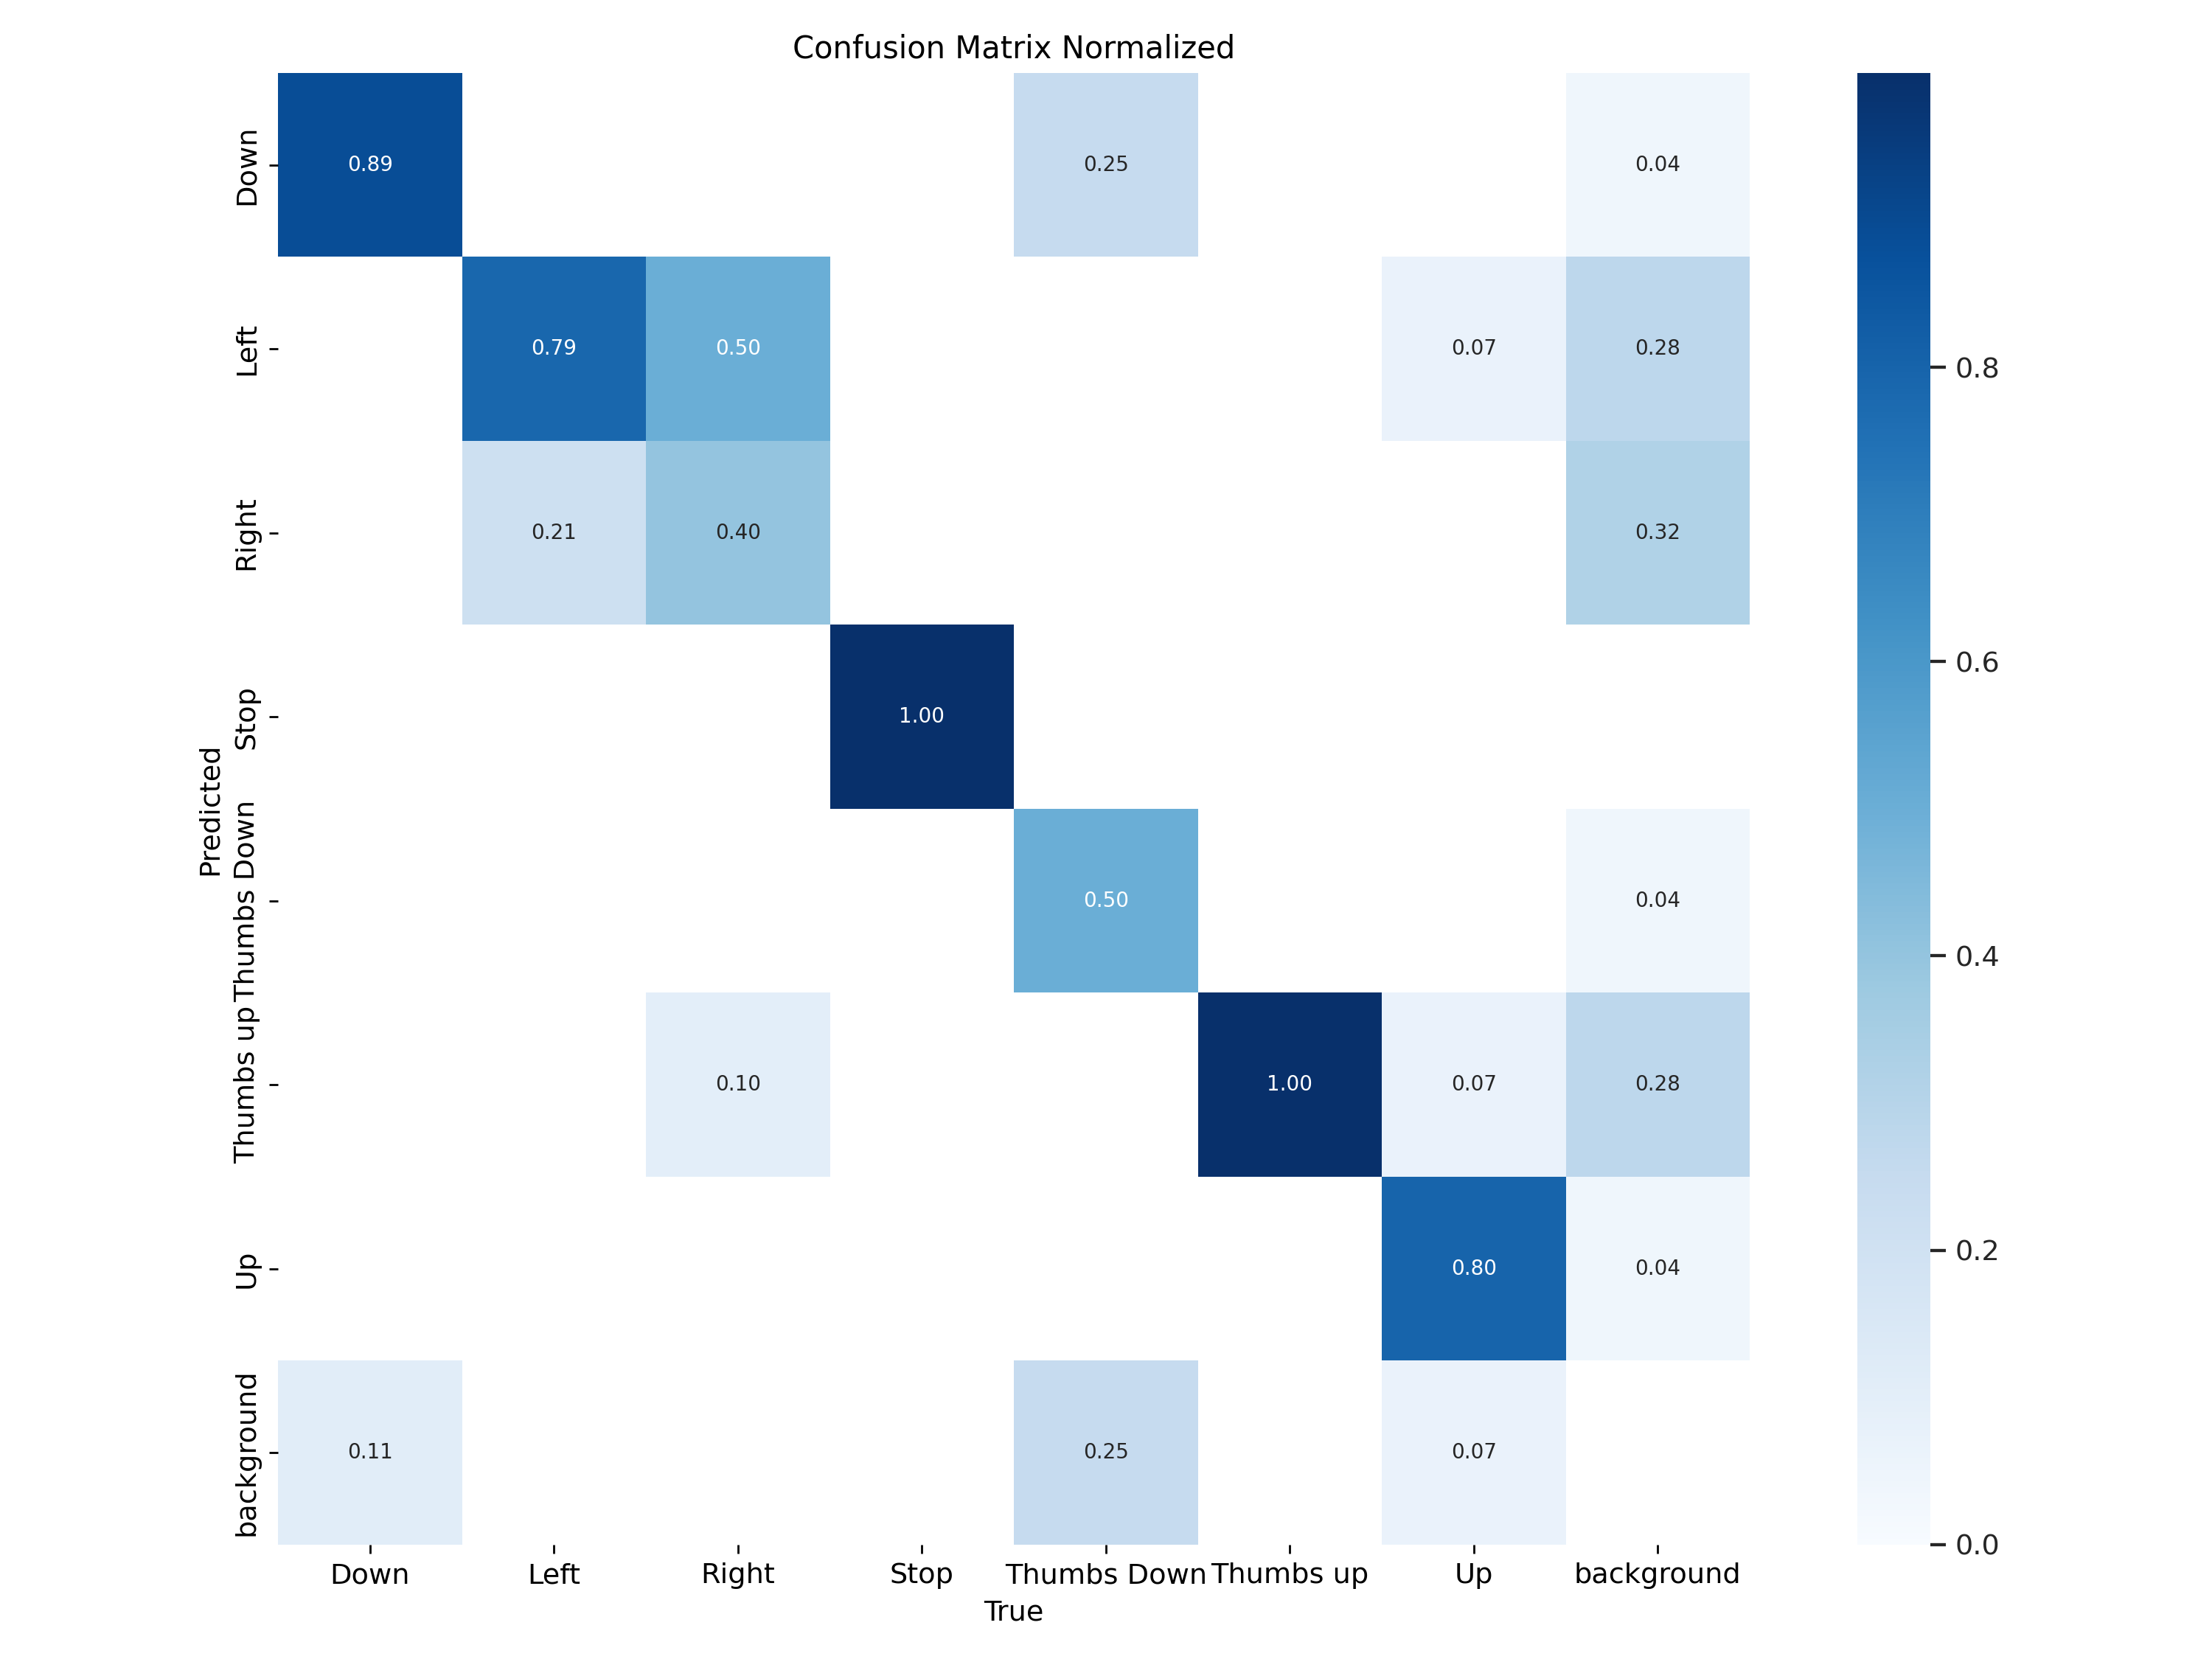 Confusion Matrix Normalized
Down
0.89
0.25
0.04
Left
0.79
0.50
0.07
0.28
0.8
Right
0.21
0.40
0.32
0.6
Stop
1.00
Predicted
Thumbs Down
0.50
0.04
0.4
Thumbs up
0.10
1.00
0.07
0.28
Up
0.80
0.04
0.2
background
0.11
0.25
0.07
0.0
Down Left Right Stop Thumbs Down Thumbs up Up background
True